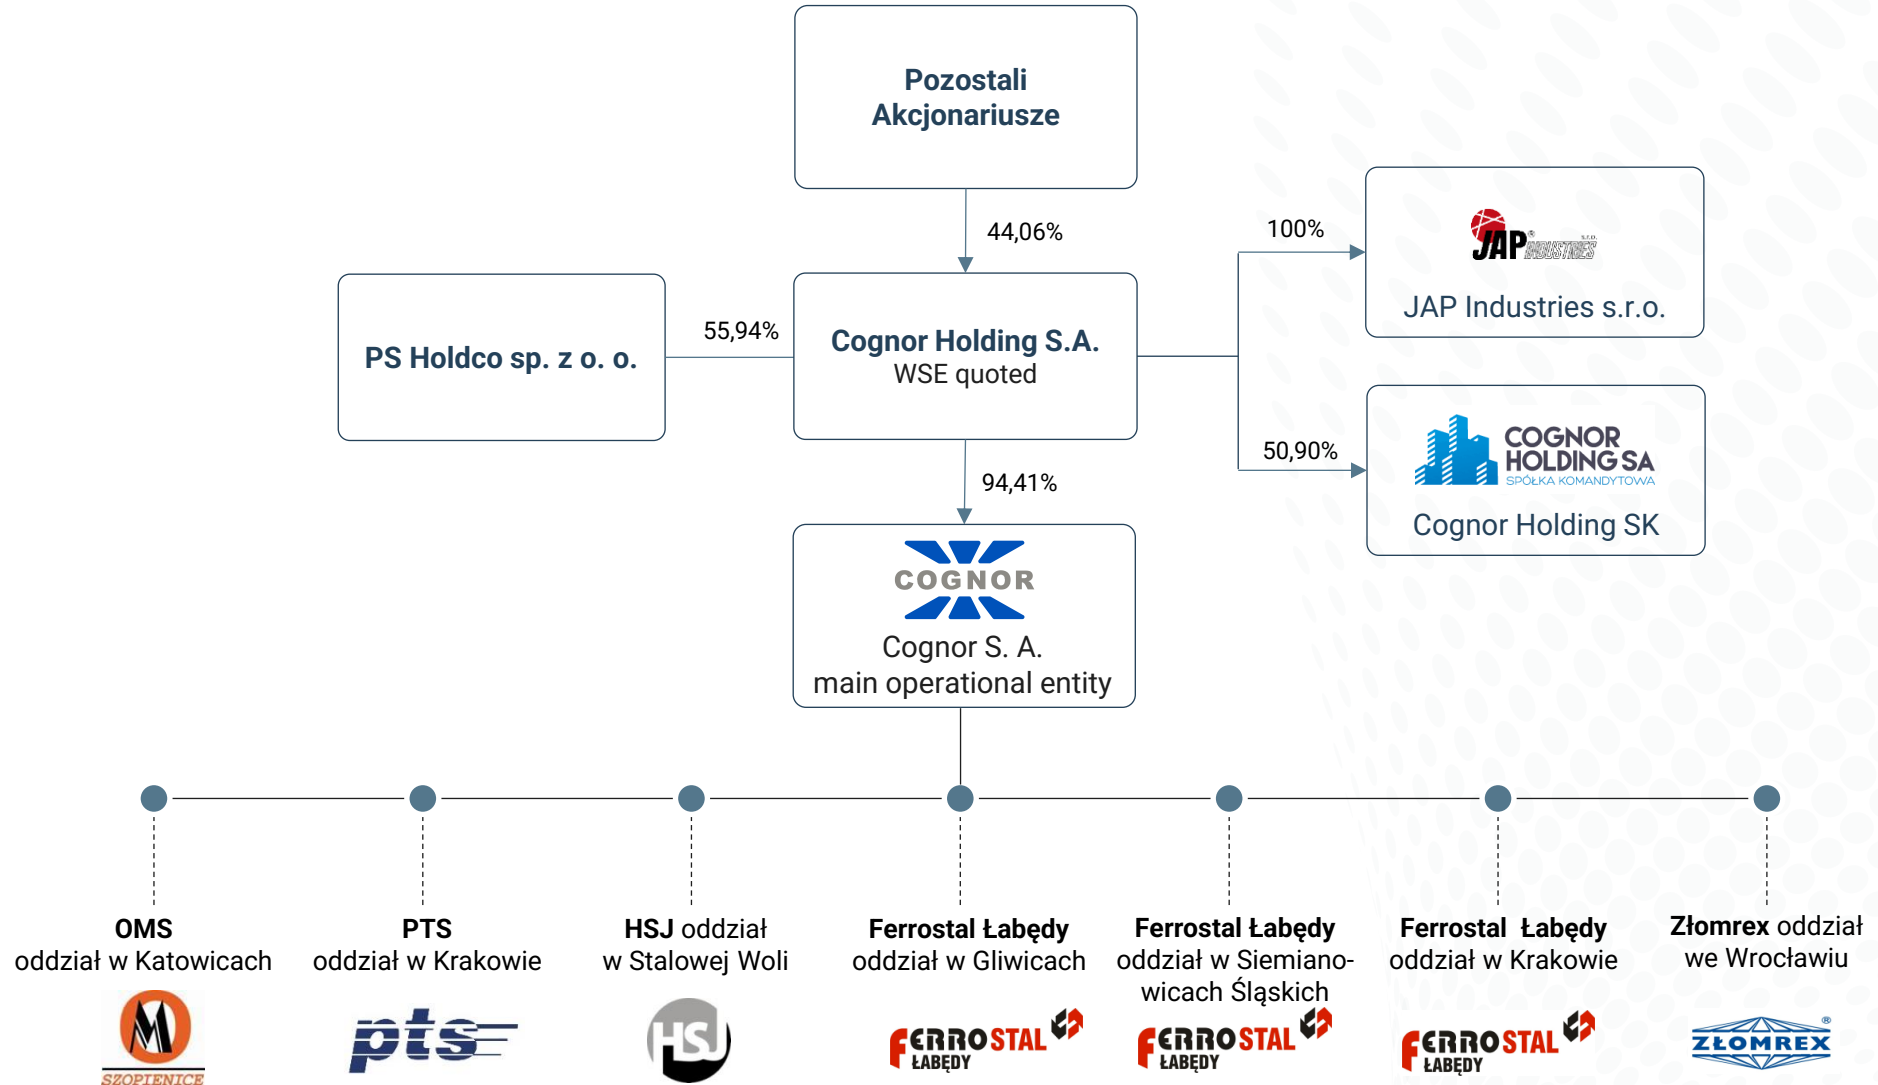 Pozostali
Akcjonariusze
44,06%
100%
JAP®
INDUSTRIES
s.r.o.
JAP Industries s.r.o.
PS Holdco sp. z o. o.
55,94%
Cognor Holding S.A.
WSE quoted
50,90%
COGNOR
HOLDING SA
SPÓŁKA KOMANDYTOWA
Cognor Holding SK
94,41%
COGNOR
Cognor S. A.
main operational entity
OMS
oddział w Katowicach
SZOPIENICE
PTS
oddział w Krakowie
pts
HSJ oddział
w Stalowej Woli
HSJ
Ferrostal Łabędy
oddział w Gliwicach
FERROSTAL
ŁABĘDY
Ferrostal Łabędy
oddział w Siemiano-
wicach Śląskich
FERROSTAL
ŁABĘDY
Ferrostal  Łabędy
oddział w Krakowie
FERROSTAL
ŁABĘDY
Złomrex oddział
we Wrocławiu
ZŁOMREX®